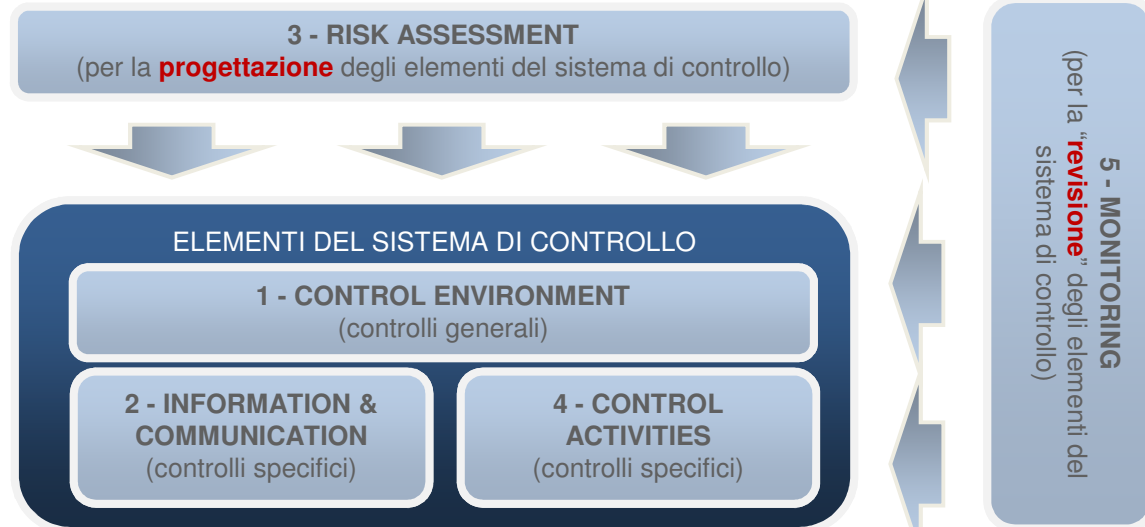 3 - RISK ASSESSMENT
(per la progettazione degli elementi del sistema di controllo)
ELEMENTI DEL SISTEMA DI CONTROLLO
1 - CONTROL ENVIRONMENT
(controlli generali)
2 - INFORMATION &
COMMUNICATION
(controlli specifici)
4 - CONTROL
ACTIVITIES
(controlli specifici)
5 - MONITORING
(per la “revisione” degli elementi del
sistema di controllo)